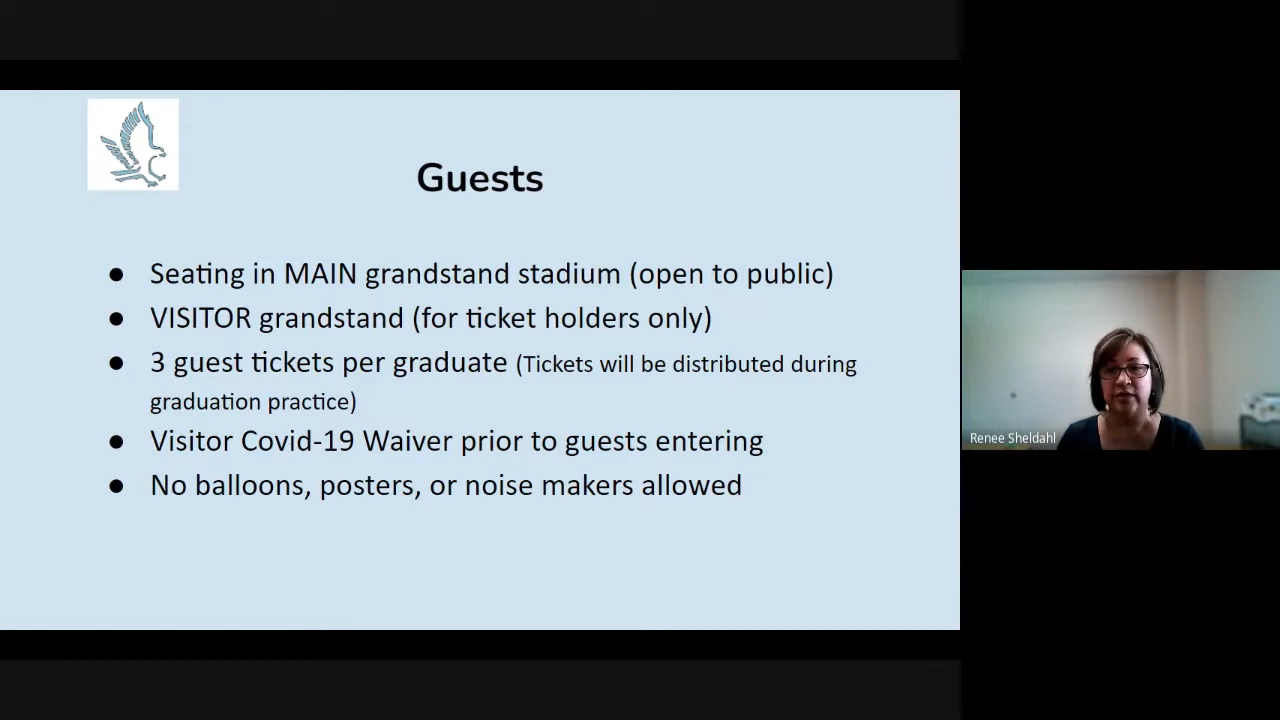 Guests
● Seating in MAIN grandstand stadium (open to public)
● VISITOR grandstand (for ticket holders only)
● 3 guest tickets per graduate (Tickets will be distributed during
graduation practice)
● Visitor Covid-19 Waiver prior to guests entering
● No balloons, posters, or noise makers allowed
Renee Sheldahl